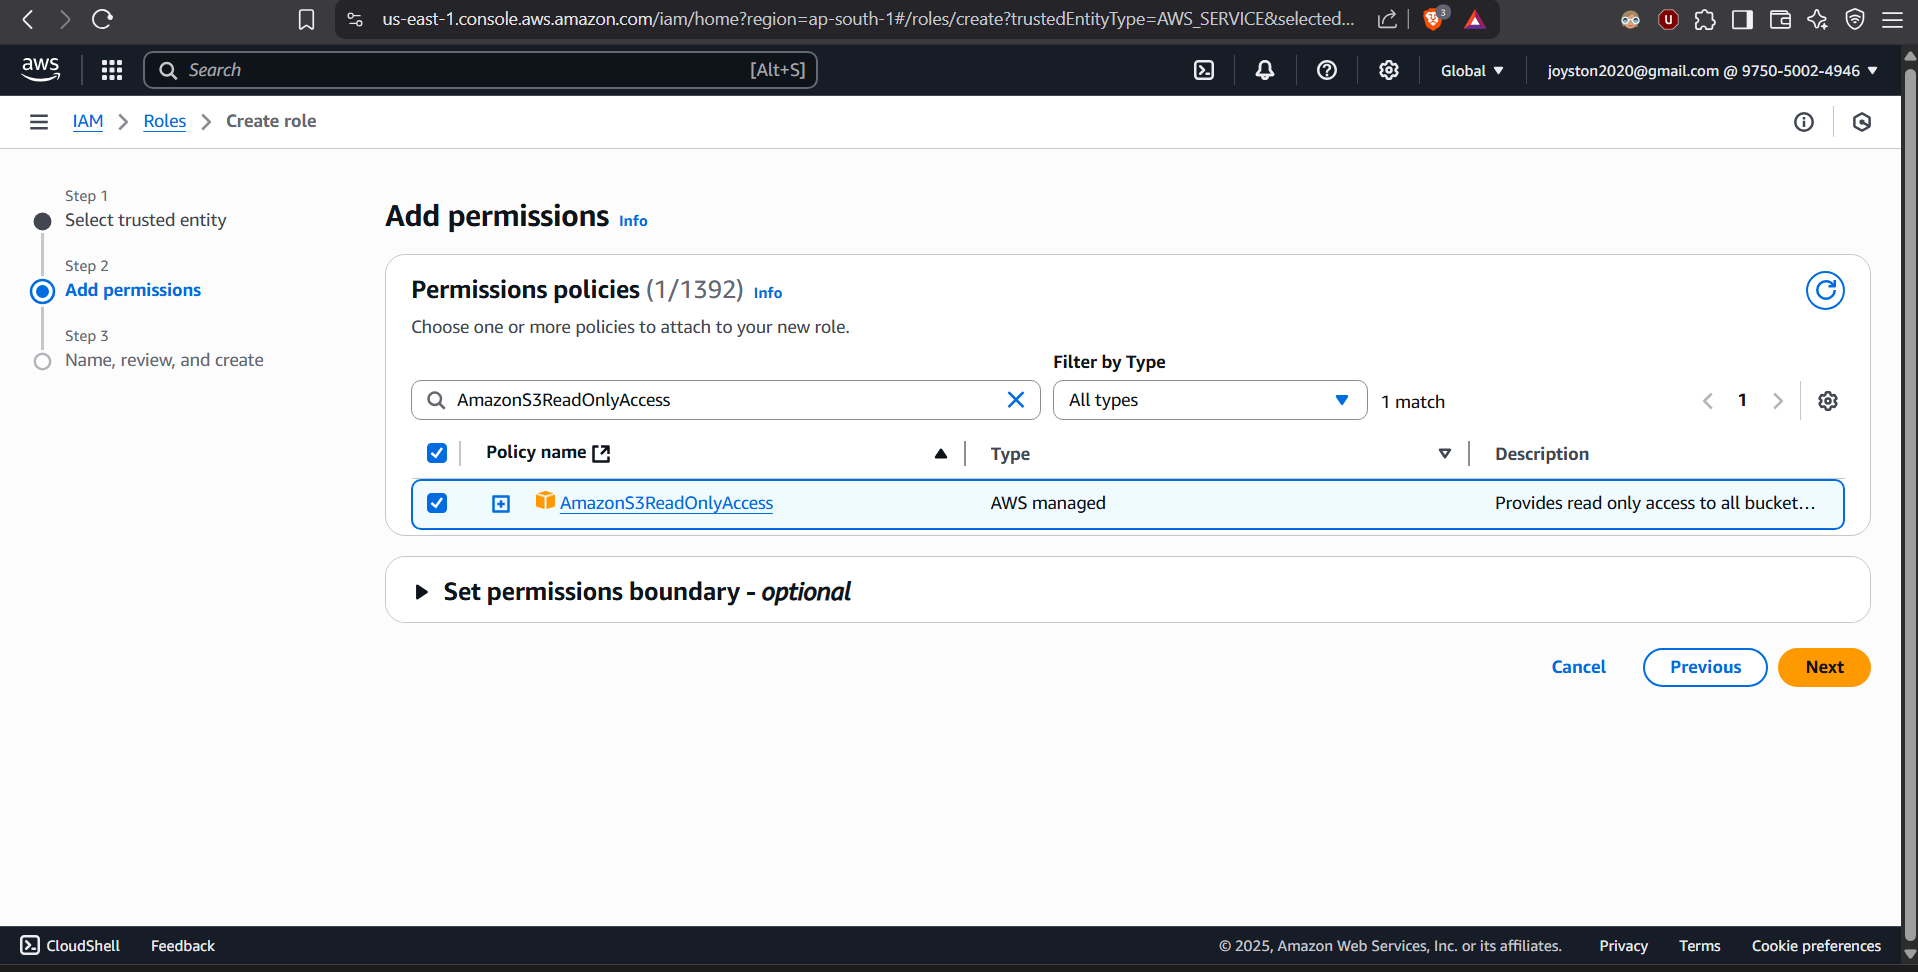 us-east-1.console.aws.amazon.com/iam/home?region=ap-south-1#/roles/create?trustedEntityType=AWS_SERVICE&selected...
3
aws
Search
[Alt+S]
Global
joyston2020@gmail.com @ 9750-5002-4946
IAM
Roles
Create role
Step 1
Select trusted entity
Step 2
Add permissions
Step 3
Name, review, and create
Add permissions Info
Permissions policies (1/1392) Info
Choose one or more policies to attach to your new role.
Filter by Type
AmazonS3ReadOnlyAccess
All types
1 match
1
Policy name
Type
Description
AmazonS3ReadOnlyAccess
AWS managed
Provides read only access to all bucket...
Set permissions boundary - optional
Cancel
Previous
Next
CloudShell
Feedback
© 2025, Amazon Web Services, Inc. or its affiliates.
Privacy
Terms
Cookie preferences